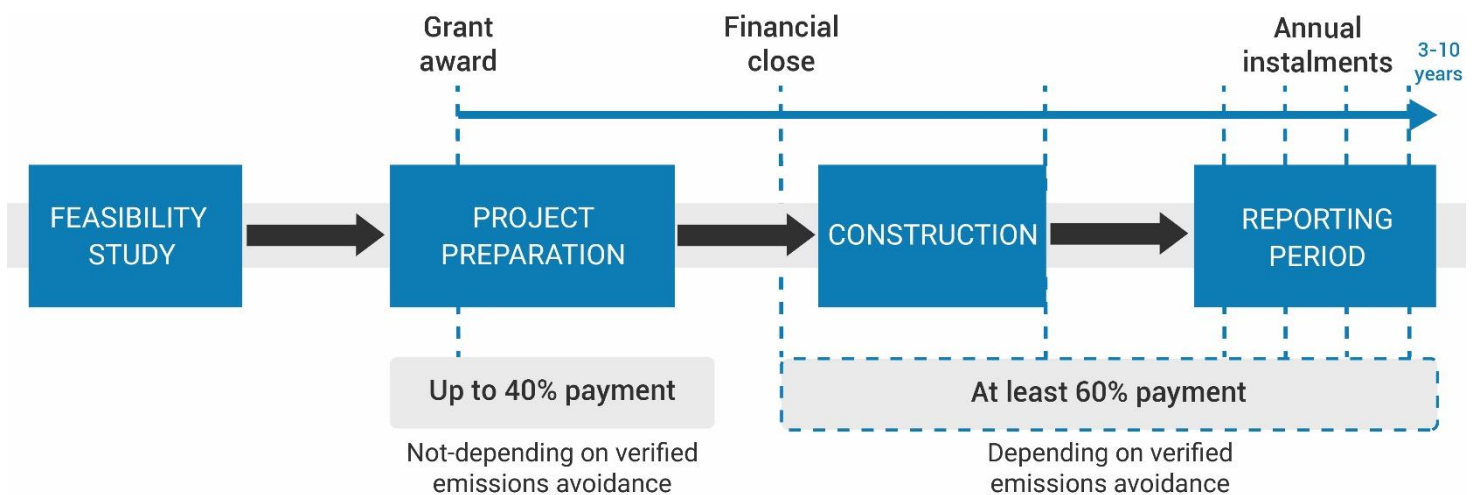 Grant
award
Financial
close
Annual
instalments
3-10
years
FEASIBILITY
STUDY
PROJECT
PREPARATION
CONSTRUCTION
REPORTING
PERIOD
Up to 40% payment
At least 60% payment
Not-depending on verified
emissions avoidance
Depending on verified
emissions avoidance